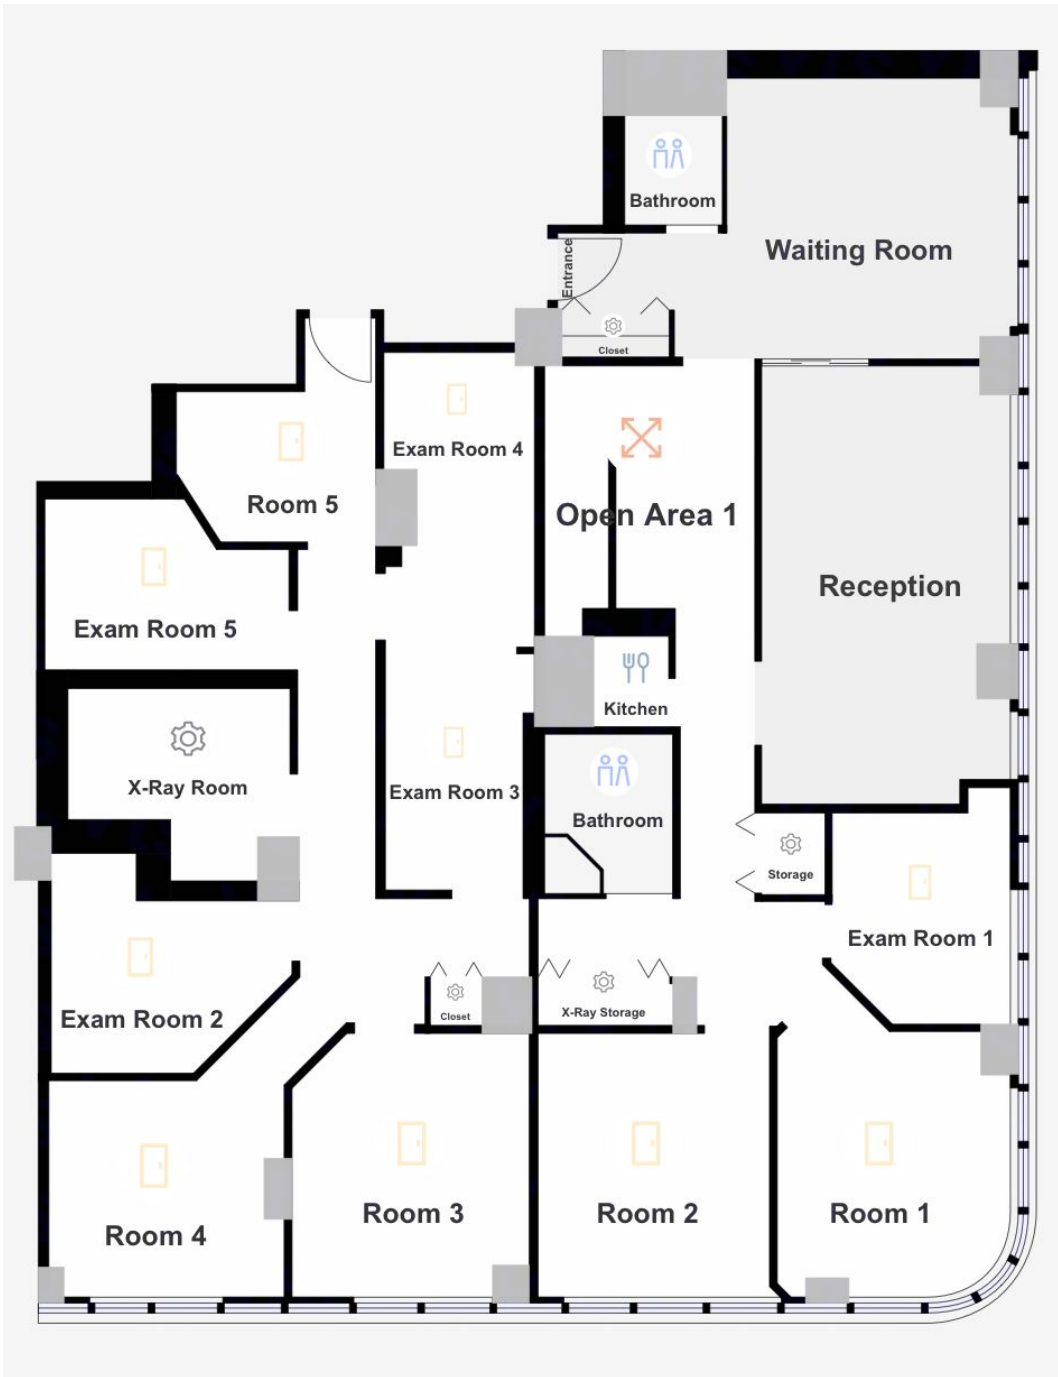 Bathroom
Waiting Room
Entrance
Closet
Exam Room 4
Room 5
Open Area 1
Reception
Exam Room 5
Kitchen
X-Ray Room
Exam Room 3
Bathroom
Storage
Exam Room 1
Exam Room 2
Closet
X-Ray Storage
Room 4
Room 3
Room 2
Room 1